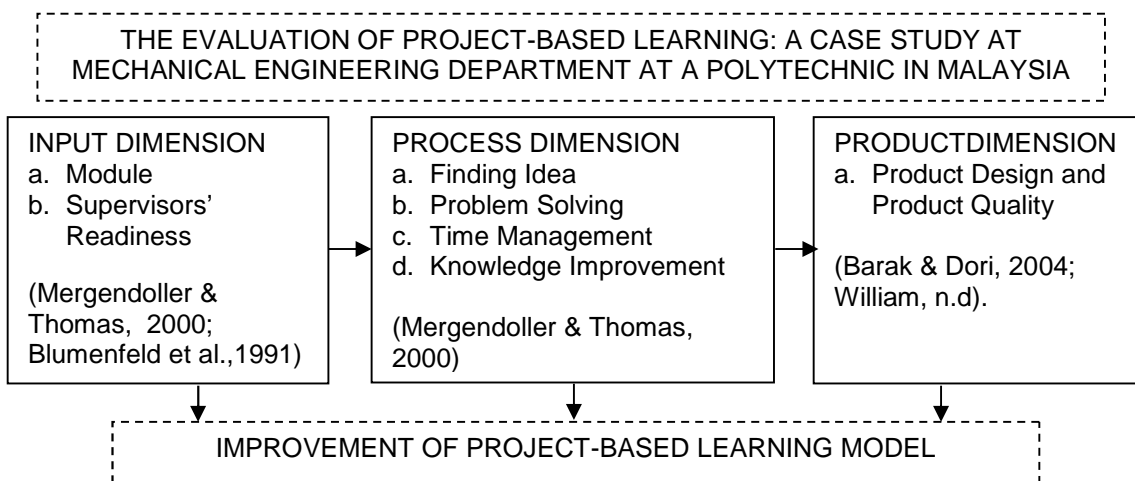 THE EVALUATION OF PROJECT-BASED LEARNING: A CASE STUDY AT
MECHANICAL ENGINEERING DEPARTMENT AT A POLYTECHNIC IN MALAYSIA
INPUT DIMENSION
a. Module
b. Supervisors'
Readiness
(Mergendoller &
Thomas, 2000;
Blumenfeld et al.,1991)
PROCESS DIMENSION
a. Finding Idea
b. Problem Solving
c. Time Management
d. Knowledge Improvement
(Mergendoller & Thomas,
2000)
PRODUCTDIMENSION
a. Product Design and
Product Quality
(Barak & Dori, 2004;
William, n.d).
IMPROVEMENT OF PROJECT-BASED LEARNING MODEL